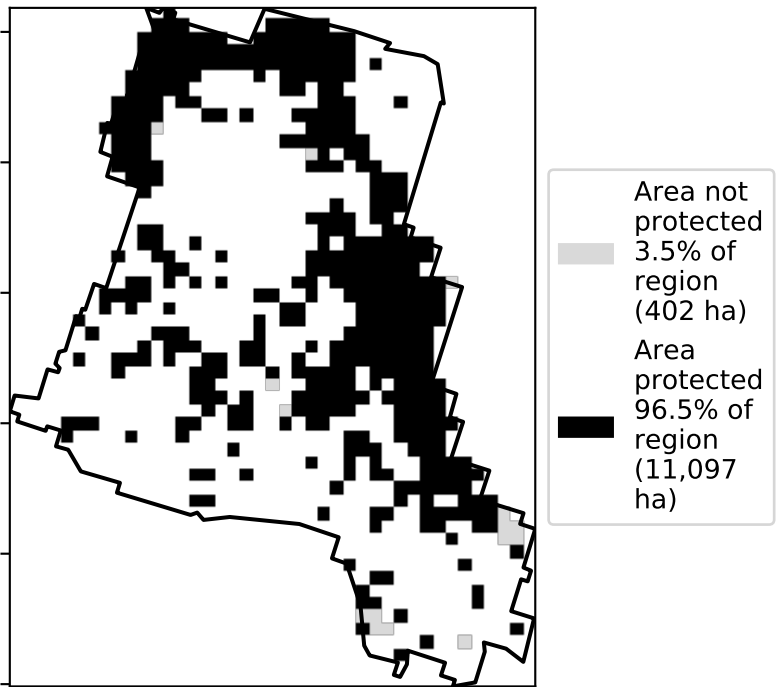 Area not
protected
3.5% of
region
(402 ha)
Area
protected
96.5% of
region
(11,097
ha)